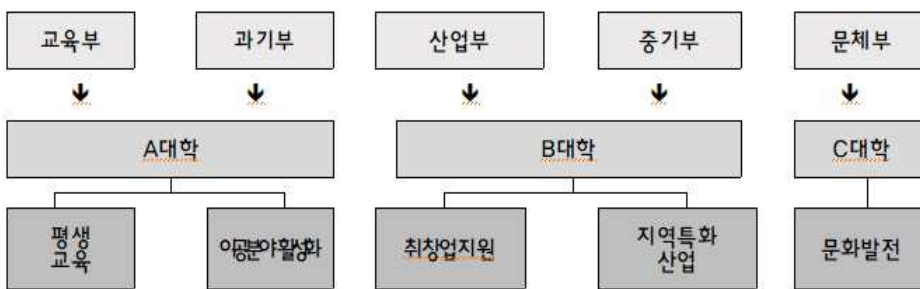 교육부 과기부 산업부 중기부 문체부
A대학 B대학 C대학
평생
교육
이공분야활성화
취창업지원
지역특화
산업
문화발전